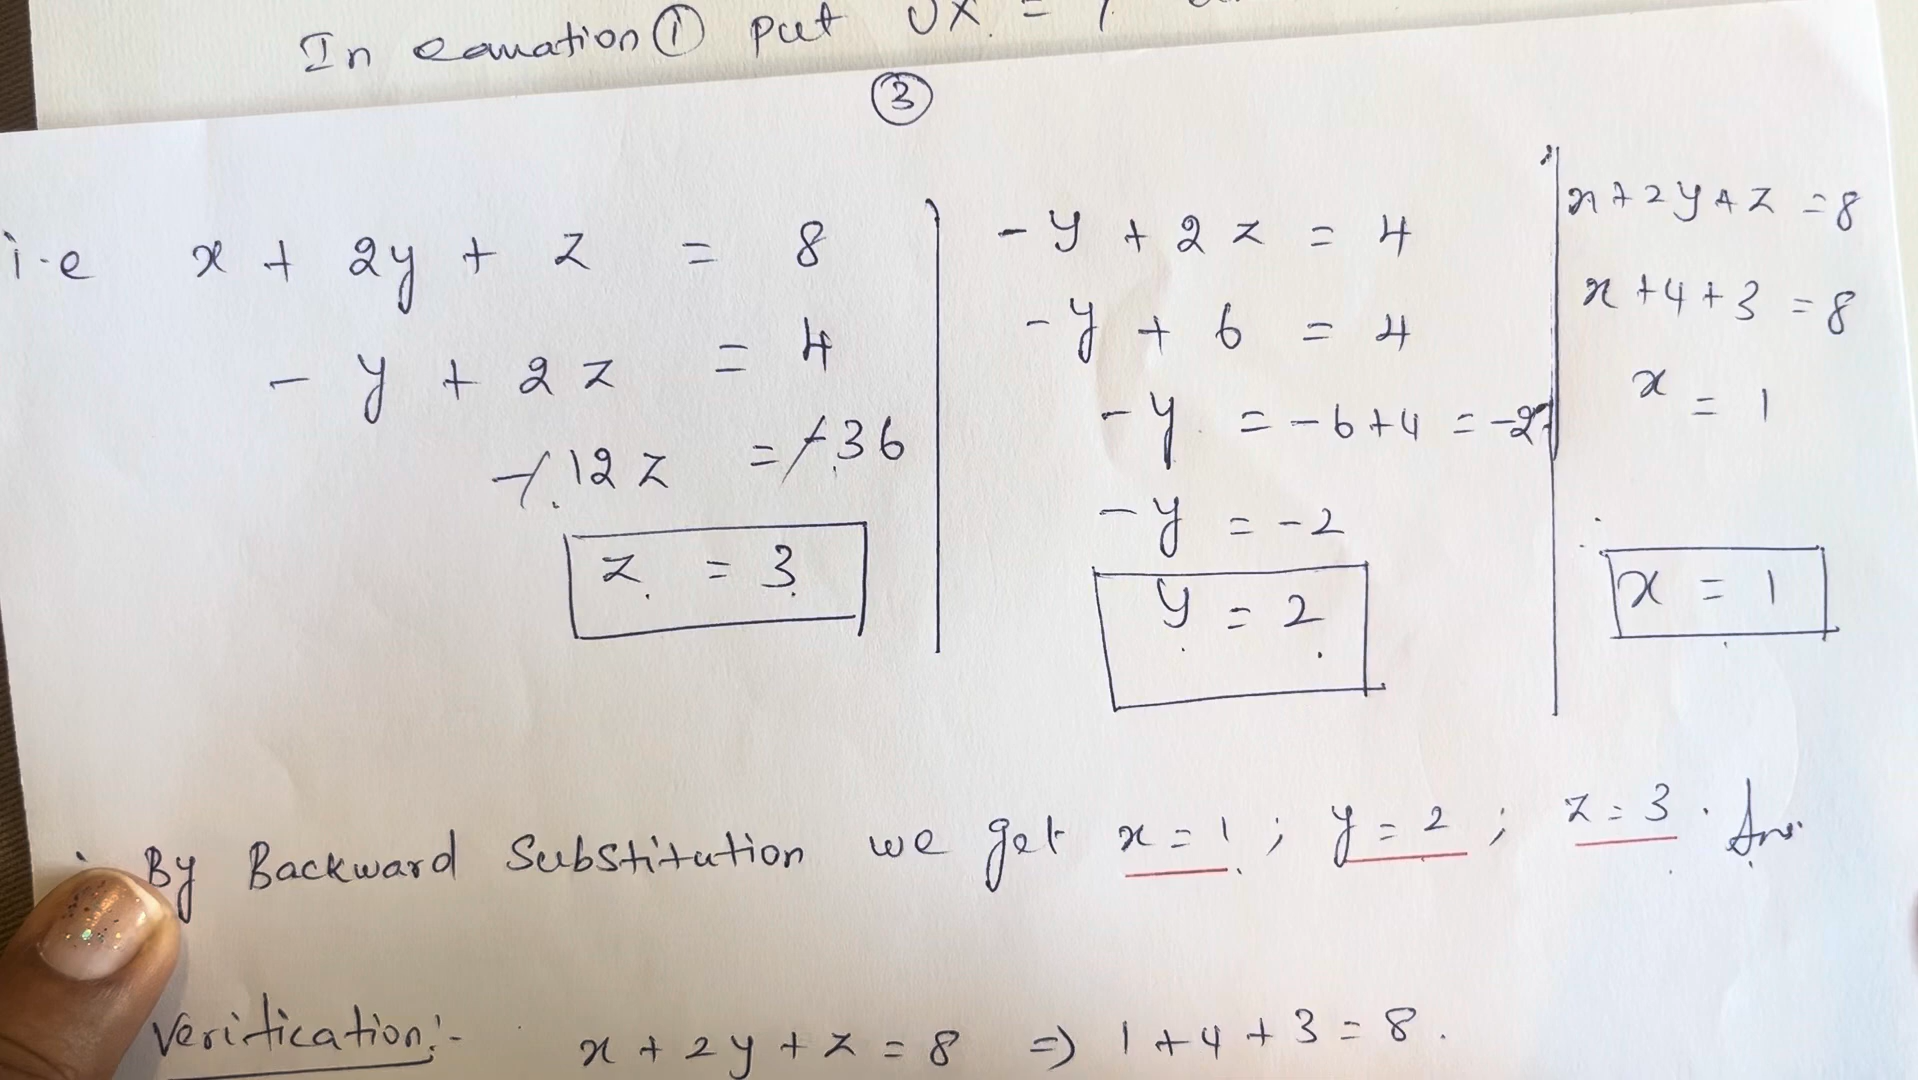 In equation ① put UX =
③
i.e x + 2y + z = 8
- y + 2z = 4
-12z = -36
z = 3
-y + 2z = 4
-y + 6 = 4
-y = -6+4 = -2
-y = -2
y = 2
x+2y+z = 8
x+4+3 = 8
x = 1
x = 1
By Backward Substitution we get x=1 ; y=2 ; z=3. Ans.
Verification:- x+2y+z=8 ⇒ 1+4+3=8.